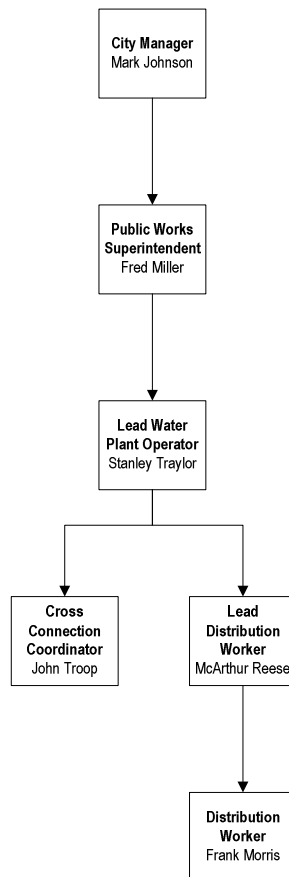 City Manager
Mark Johnson
Public Works
Superintendent
Fred Miller
Lead Water
Plant Operator
Stanley Traylor
Cross
Connection
Coordinator
John Troop
Lead
Distribution
Worker
McArthur Reese
Distribution
Worker
Frank Morris